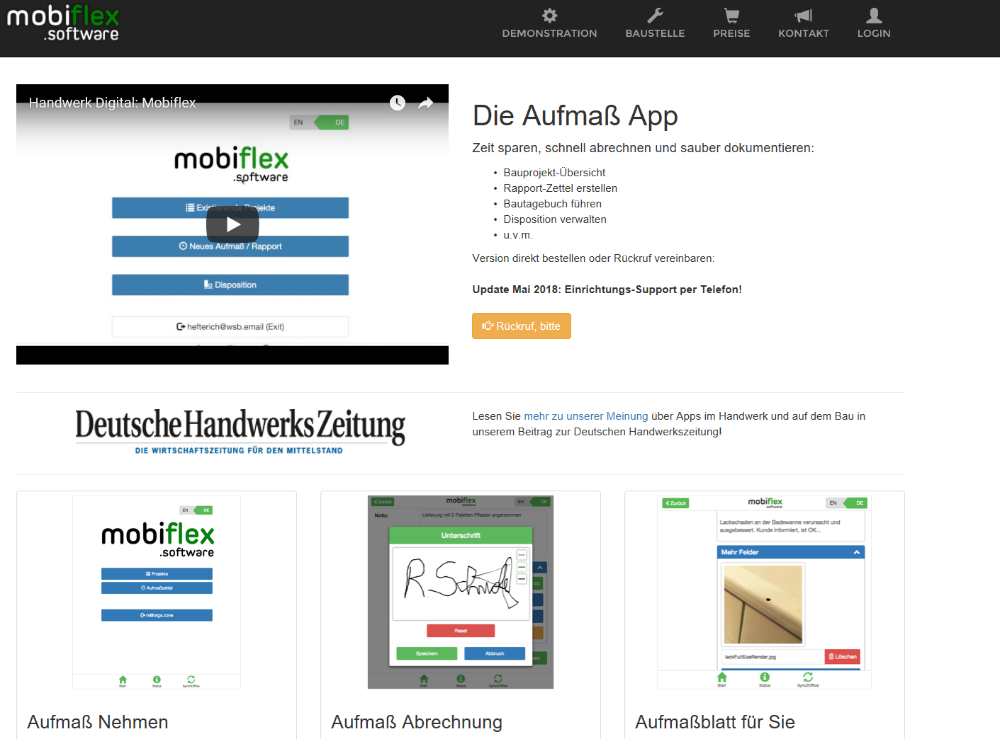 mobiflex
.software
DEMONSTRATION
BAUSTELLE
PREISE
KONTAKT
LOGIN
Handwerk Digital: Mobiflex
EN
DE
mobiflex
.software
Existierende Projekte
Neues Aufmaß / Rapport
Disposition
hefterich@wsb.email (Exit)
Die Aufmaß App
Zeit sparen, schnell abrechnen und sauber dokumentieren:
• Bauprojekt-Übersicht
• Rapport-Zettel erstellen
• Bautagebuch führen
• Disposition verwalten
• u.v.m.
Version direkt bestellen oder Rückruf vereinbaren:
Update Mai 2018: Einrichtungs-Support per Telefon!
Rückruf, bitte
Deutsche HandwerksZeitung
DIE WIRTSCHAFTSZEITUNG FÜR DEN MITTELSTAND
Lesen Sie mehr zu unserer Meinung über Apps im Handwerk und auf dem Bau in
unserem Beitrag zur Deutschen Handwerkszeitung!
EN
DE
mobiflex
.software
Projekte
Aufmaßzettel
rs@orga.zone
Start
Status
Sync2Office
Aufmaß Nehmen
Zurück
mobiflex
software
EN
DE
Notiz:
Lieferung mit 2 Paletten Pflaster angenommen
Unterschrift
Reset
Speichern
Abbruch
Start
Status
Sync2Office
Aufmaß Abrechnung
Zurück
mobiflex
software
EN
DE
Lackschaden an der Badewanne verursacht und
ausgebessert. Kunde informiert, ist OK...
Mehr Felder
lackFullSizeRender.jpg
Löschen
Start
Status
Sync2Office
Aufmaßblatt für Sie